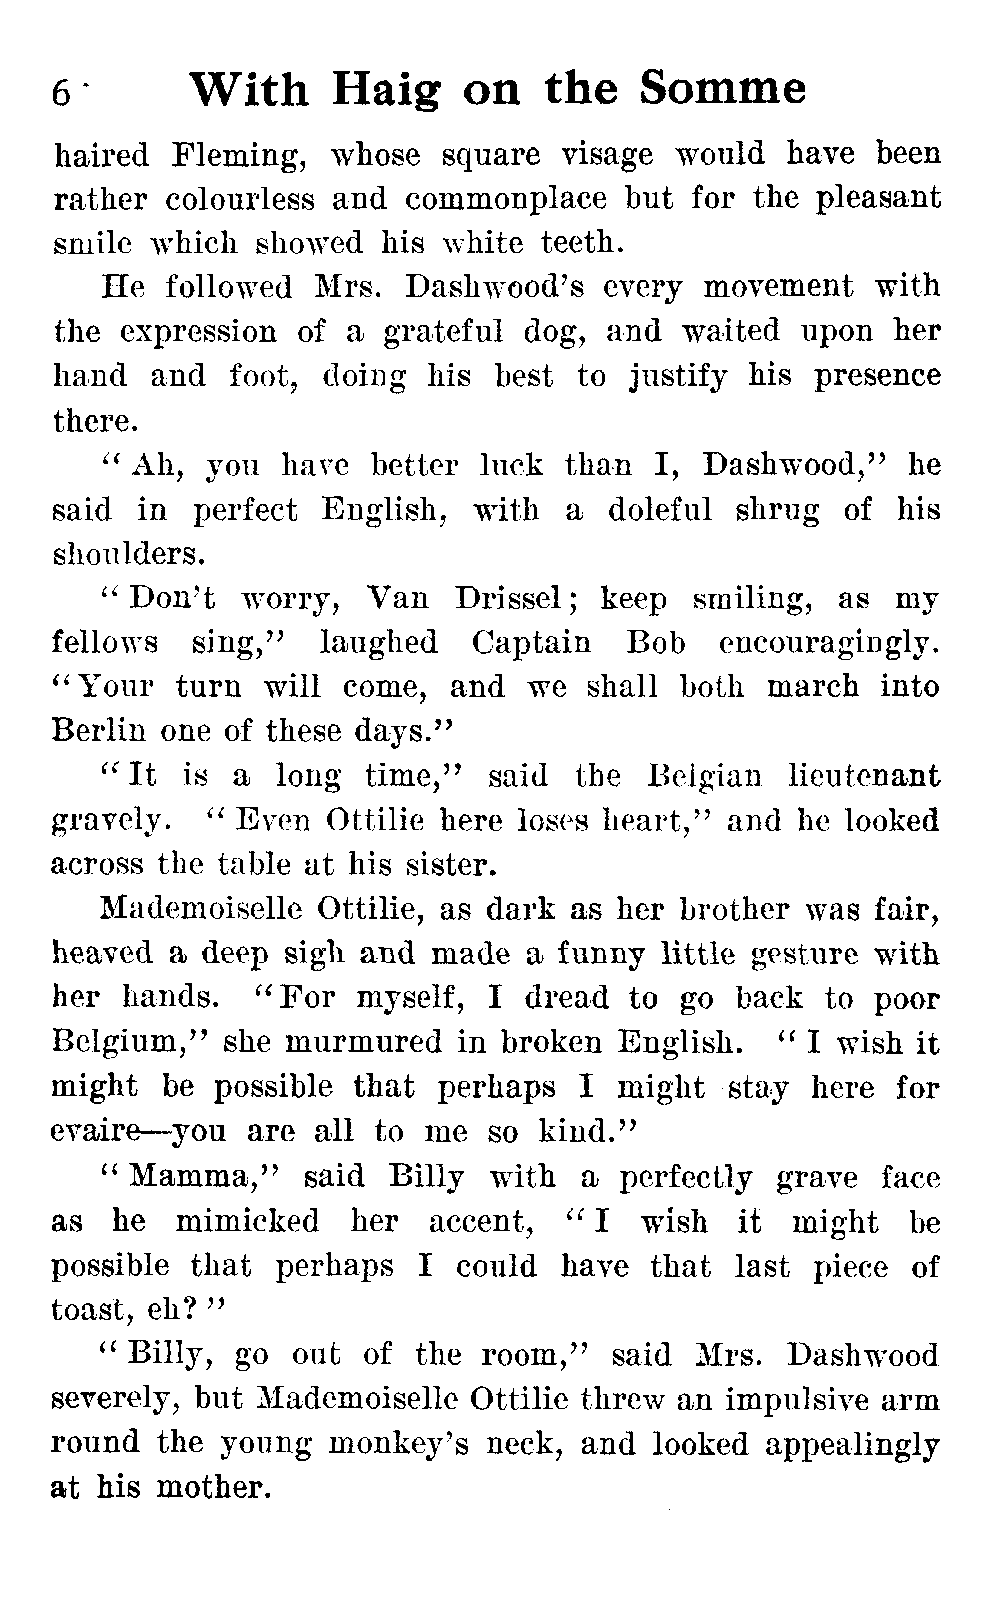 6 With Haig on the Somme
haired Fleming, whose square visage would have been
rather colourless and commonplace but for the pleasant
smile which showed his white teeth.
He followed Mrs. Dashwood's every movement with
the expression of a grateful dog, and waited upon her
hand and foot, doing his best to justify his presence
there.
"Ah, you have better luck than I, Dashwood," he
said in perfect English, with a doleful shrug of his
shoulders.
"Don't worry, Van Drissel; keep smiling, as my
fellows sing," laughed Captain Bob encouragingly.
"Your turn will come, and we shall both march into
Berlin one of these days."
"It is a long time," said the Belgian lieutenant
gravely. "Even Ottilie here loses heart," and he looked
across the table at his sister.
Mademoiselle Ottilie, as dark as her brother was fair,
heaved a deep sigh and made a funny little gesture with
her hands. "For myself, I dread to go back to poor
Belgium," she murmured in broken English. "I wish it
might be possible that perhaps I might stay here for
evaire—you are all to me so kind."
"Mamma," said Billy with a perfectly grave face
as he mimicked her accent, "I wish it might be
possible that perhaps I could have that last piece of
toast, eh?"
"Billy, go out of the room," said Mrs. Dashwood
severely, but Mademoiselle Ottilie threw an impulsive arm
round the young monkey's neck, and looked appealingly
at his mother.